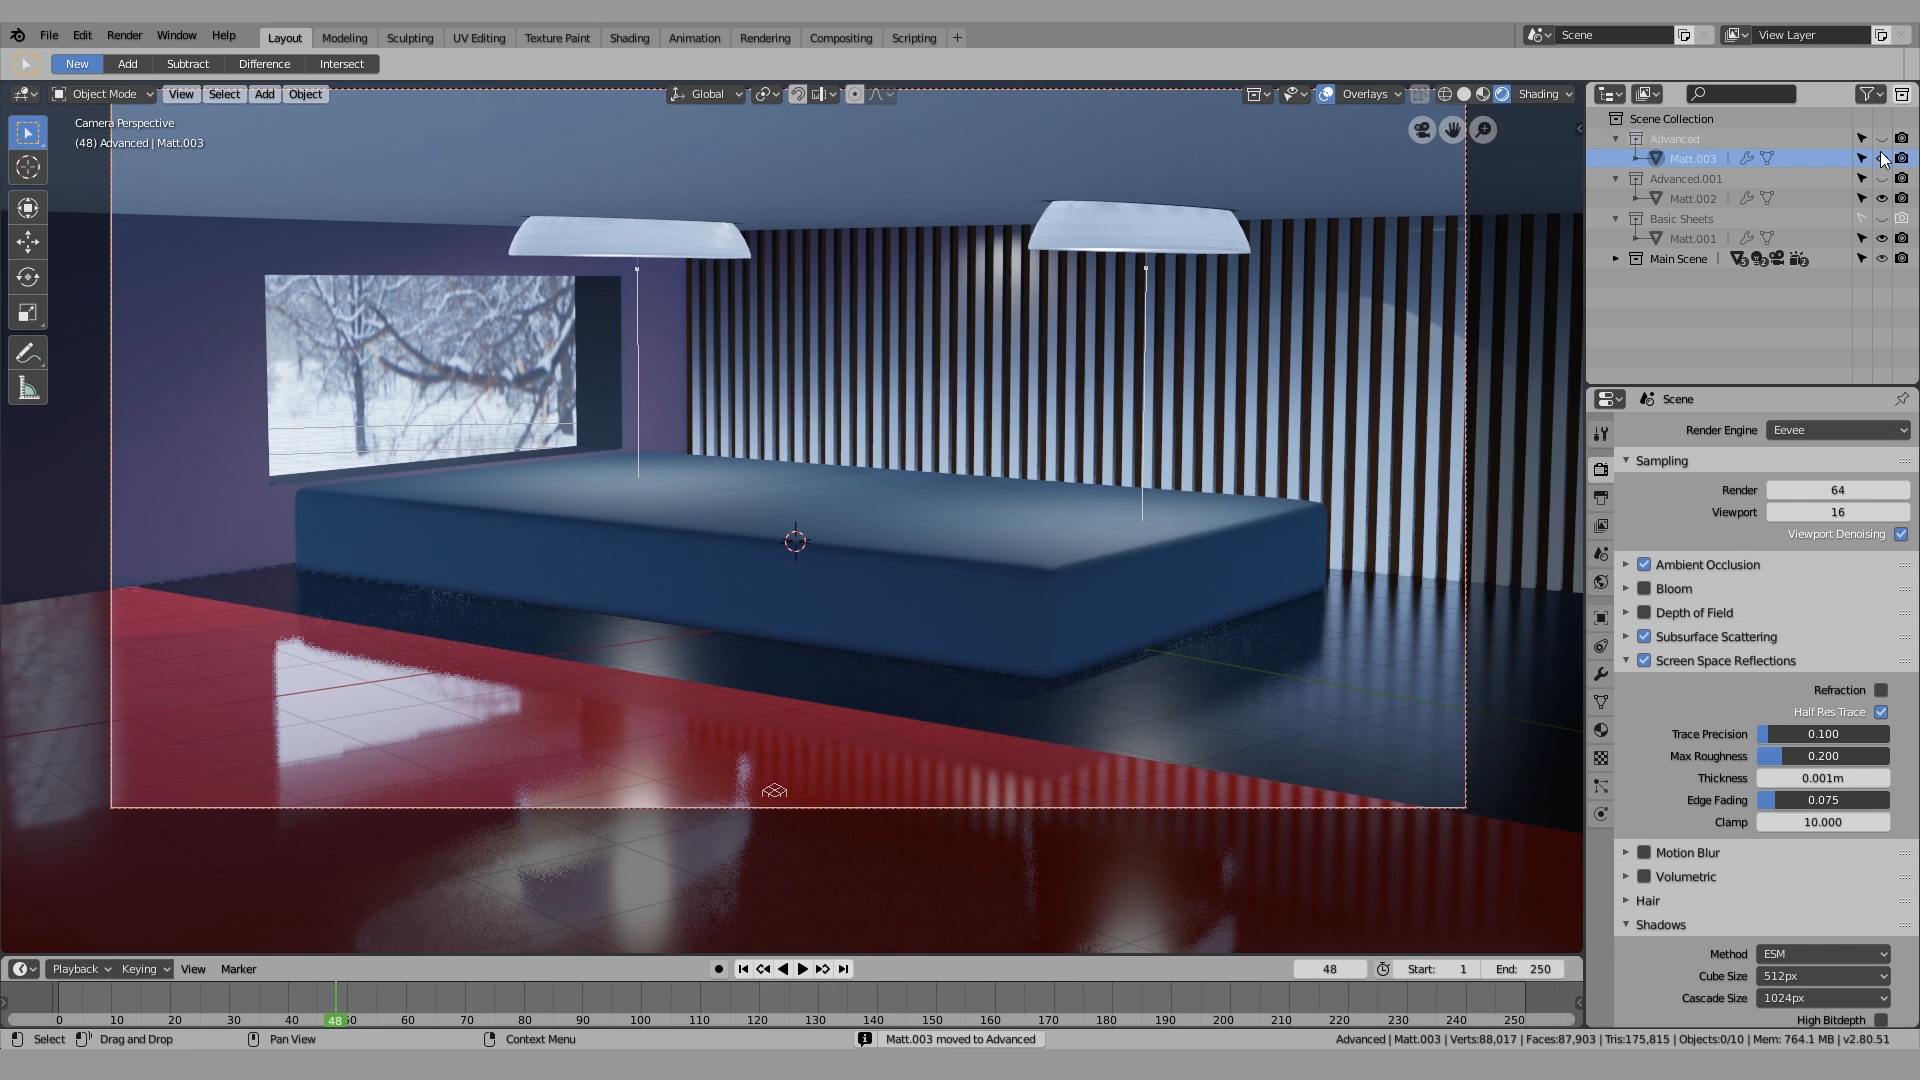 File Edit Render Window Help Layout Modeling Sculpting UV Editing Texture Paint Shading Animation Rendering Compositing Scripting + Scene View Layer
New Add Subtract Difference Intersect
Object Mode View Select Add Object Global Overlays Shading
Camera Perspective
(48) Advanced | Matt.003
Scene Collection
Advanced
Matt.003
Advanced.001
Matt.002
Basic Sheets
Matt.001
Main Scene 5 2 2
Scene
Render Engine Eevee
Sampling
Render 64
Viewport 16
Viewport Denoising
Ambient Occlusion
Bloom
Depth of Field
Subsurface Scattering
Screen Space Reflections
Refraction
Half Res Trace
Trace Precision 0.100
Max Roughness 0.200
Thickness 0.001m
Edge Fading 0.075
Clamp 10.000
Motion Blur
Volumetric
Hair
Shadows
Method ESM
Cube Size 512px
Cascade Size 1024px
High Bitdepth
Playback Keying View Marker 48 Start: 1 End: 250
0 10 20 30 40 48 50 60 70 80 90 100 110 120 130 140 150 160 170 180 190 200 210 220 230 240 250
Select Drag and Drop Pan View Context Menu Matt.003 moved to Advanced Advanced | Matt.003 | Verts:88,017 | Faces:87,903 | Tris:175,815 | Objects:0/10 | Mem: 764.1 MB | v2.80.51